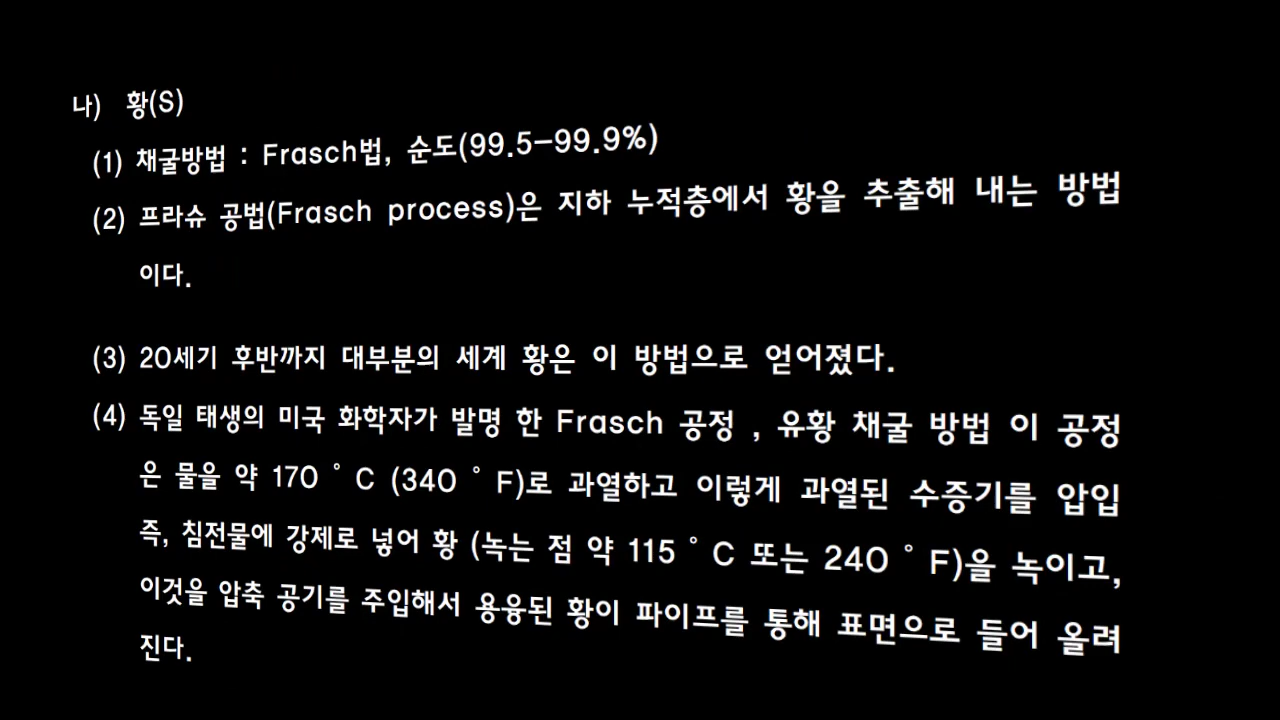 나) 황(S)
(1) 채굴방법 : Frasch법, 순도(99.5-99.9%)
(2) 프라슈 공법(Frasch process)은 지하 누적층에서 황을 추출해 내는 방법
이다.
(3) 20세기 후반까지 대부분의 세계 황은 이 방법으로 얻어졌다.
(4) 독일 태생의 미국 화학자가 발명 한 Frasch 공정 , 유황 채굴 방법 이 공정
은 물을 약 170 ° C (340 ° F)로 과열하고 이렇게 과열된 수증기를 압입
즉, 침전물에 강제로 넣어 황 (녹는 점 약 115 ° C 또는 240 ° F)을 녹이고,
이것을 압축 공기를 주입해서 용융된 황이 파이프를 통해 표면으로 들어 올려
진다.